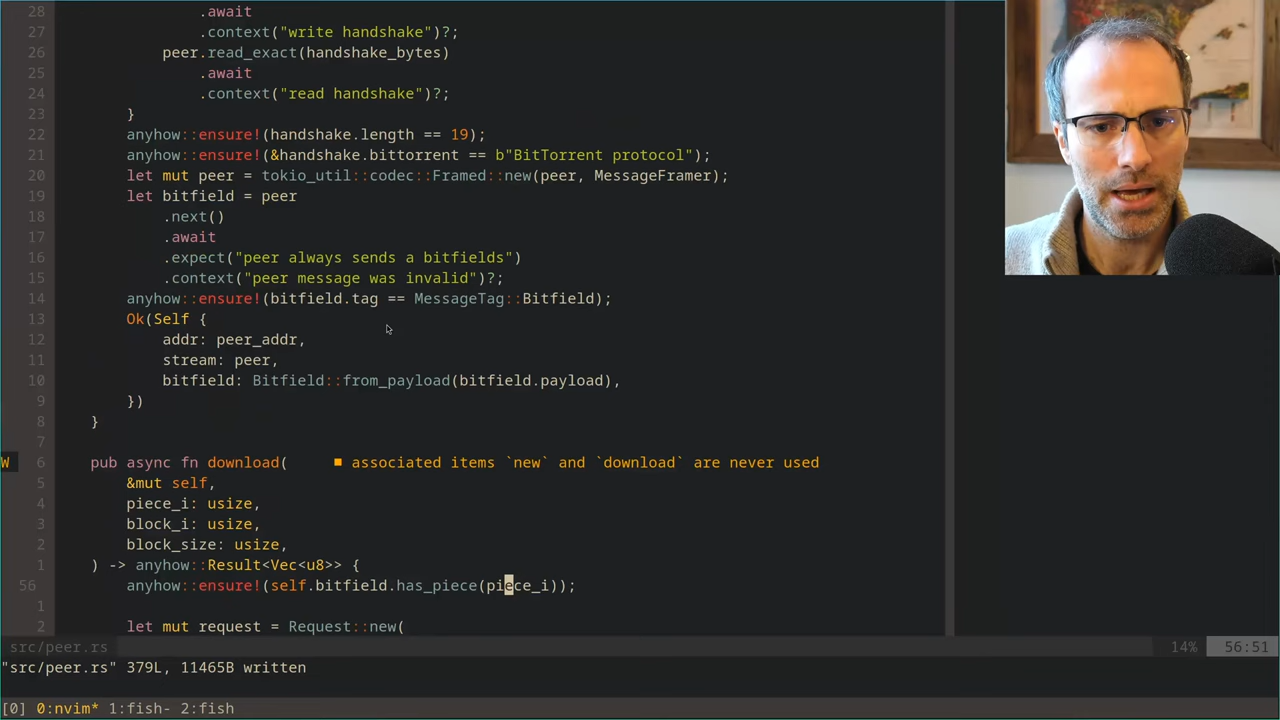 28                .await
27                .context("write handshake")?;
26            peer.read_exact(handshake_bytes)
25                .await
24                .context("read handshake")?;
23        }
22        anyhow::ensure!(handshake.length == 19);
21        anyhow::ensure!(&handshake.bittorrent == b"BitTorrent protocol");
20        let mut peer = tokio_util::codec::Framed::new(peer, MessageFramer);
19        let bitfield = peer
18            .next()
17            .await
16            .expect("peer always sends a bitfields")
15            .context("peer message was invalid")?;
14        anyhow::ensure!(bitfield.tag == MessageTag::Bitfield);
13        Ok(Self {
12            addr: peer_addr,
11            stream: peer,
10            bitfield: Bitfield::from_payload(bitfield.payload),
9        })
8    }
7
W 6    pub async fn download(     ■ associated items `new` and `download` are never used
5        &mut self,
4        piece_i: usize,
3        block_i: usize,
2        block_size: usize,
1    ) -> anyhow::Result<Vec<u8>> {
56        anyhow::ensure!(self.bitfield.has_piece(piece_i));
1
2        let mut request = Request::new(
src/peer.rs 14% 56:51
"src/peer.rs" 379L, 11465B written
[0] 0:nvim* 1:fish- 2:fish